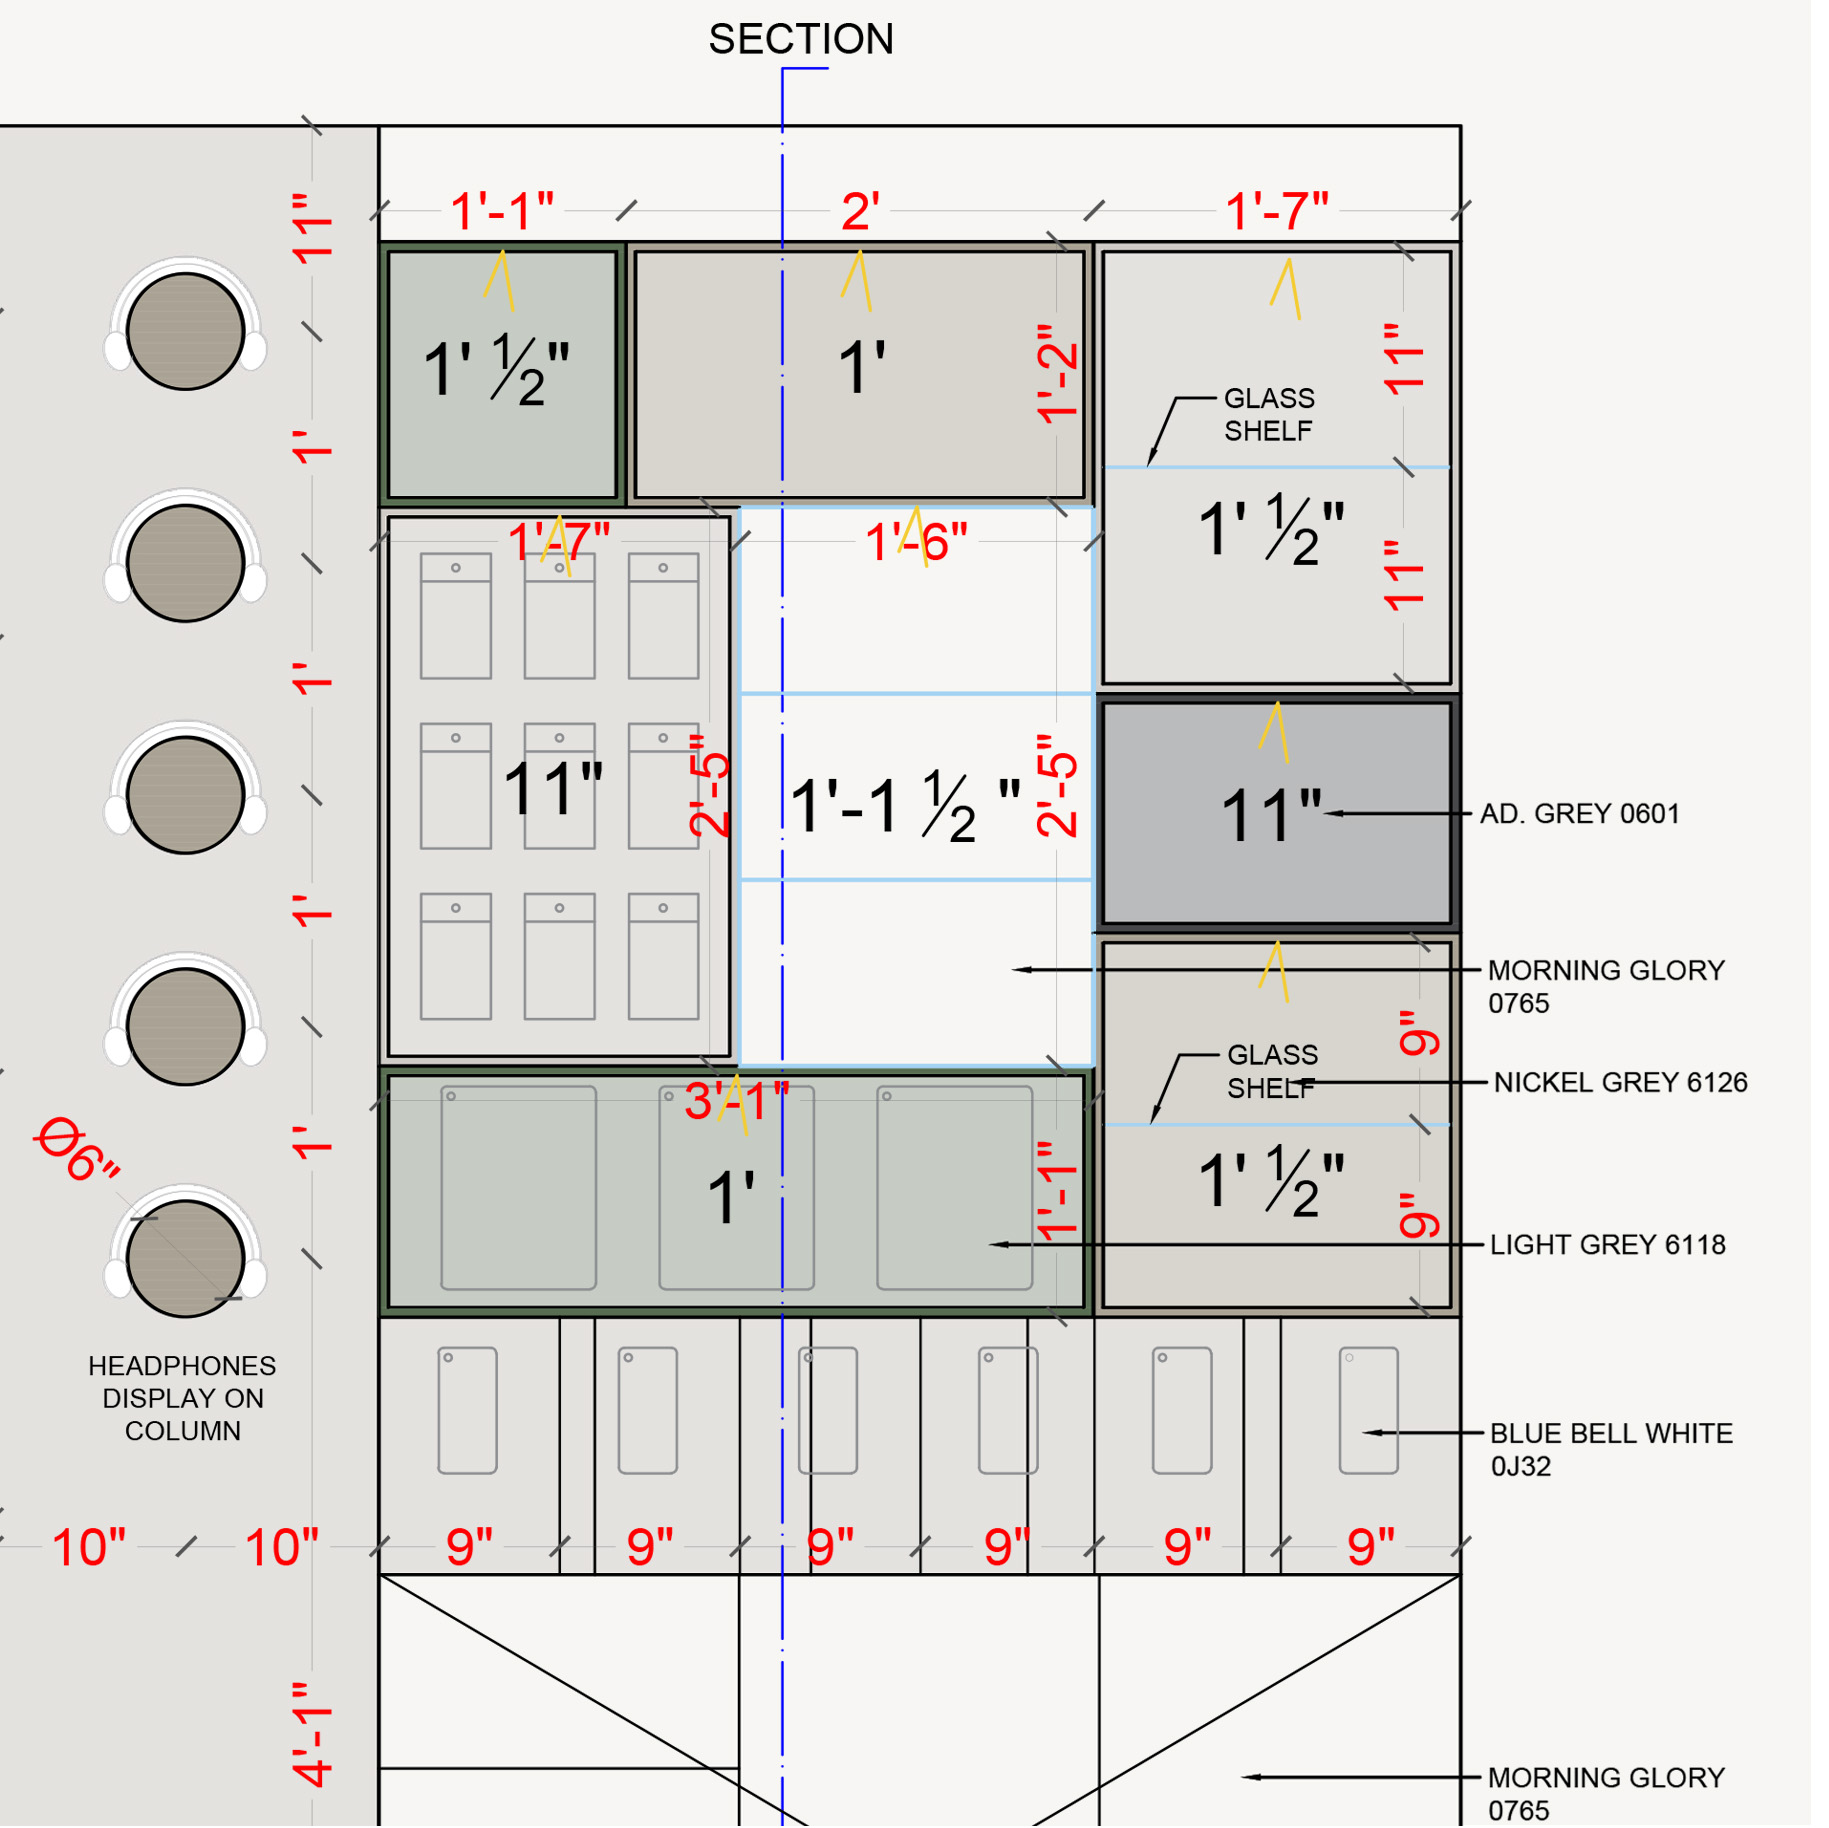 SECTION
1'-1"
2'
1'-7"
11"
1' ½"
1'
1'-2"
11"
GLASS
SHELF
1'
1'-7"
1'-6"
1' ½"
11"
1'
11"
2'-5"
1'-1 ½ "
2'-5"
11"
AD. GREY 0601
1'
MORNING GLORY
0765
9"
GLASS
SHELF
NICKEL GREY 6126
3'-1"
Ø6"
1'
1'
1'-1"
1' ½"
9"
LIGHT GREY 6118
HEADPHONES
DISPLAY ON
COLUMN
BLUE BELL WHITE
0J32
10"
10"
9"
9"
9"
9"
9"
9"
4'-1"
MORNING GLORY
0765